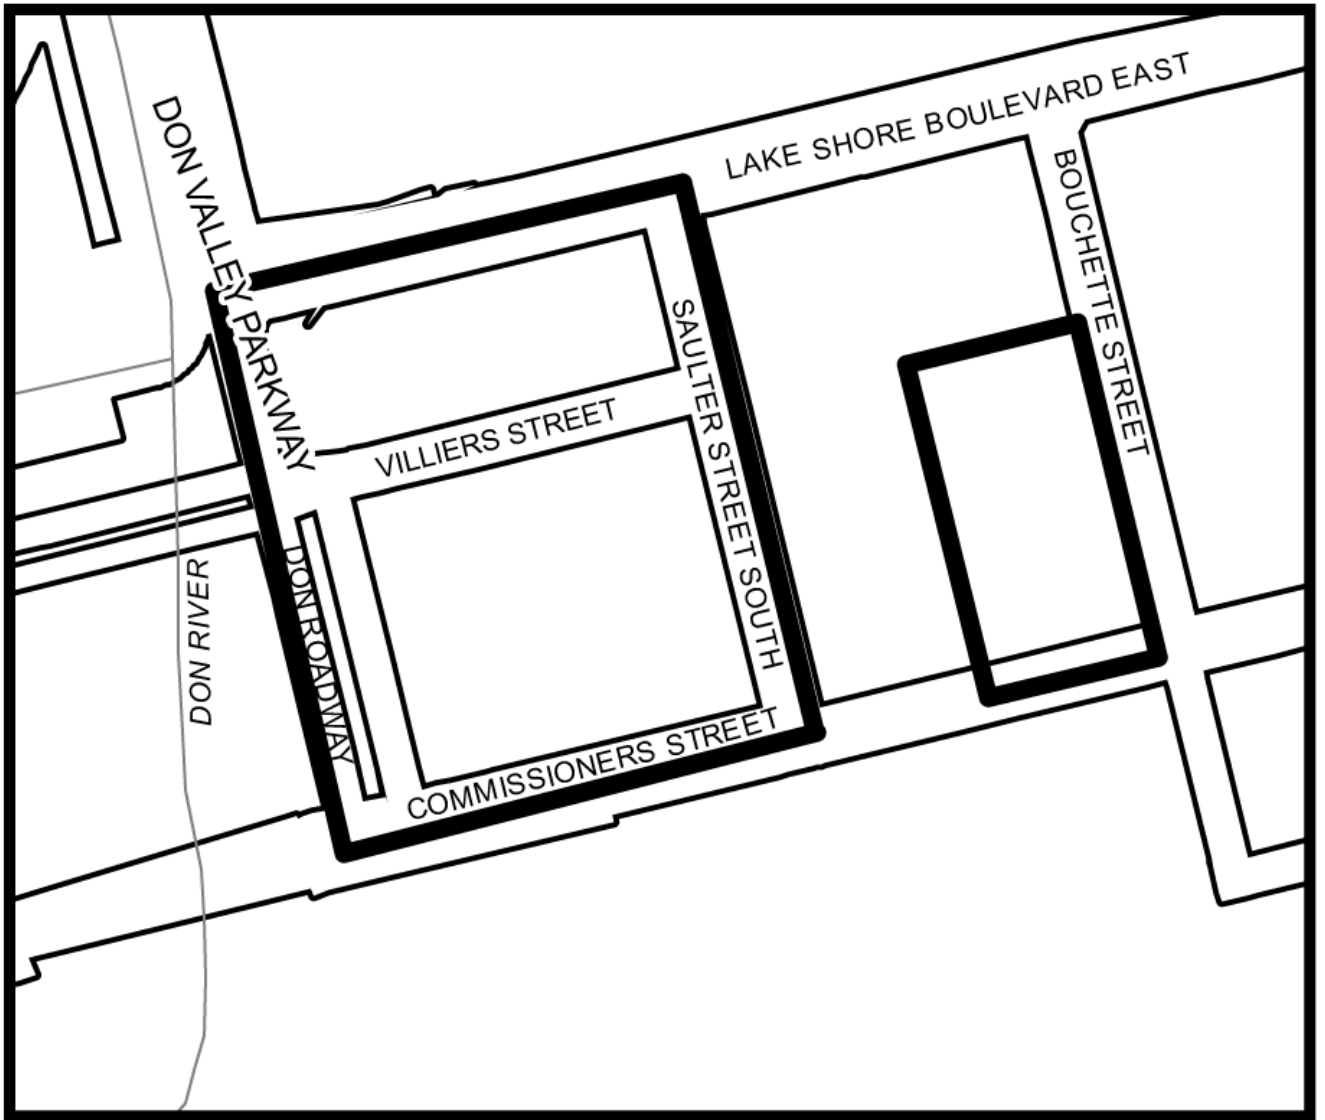 LAKE SHORE BOULEVARD EAST
DON VALLEY PARKWAY
BOUCHETTE STREET
SAULTER STREET SOUTH
VILLIERS STREET
DON ROADWAY
DON RIVER
COMMISSIONERS STREET